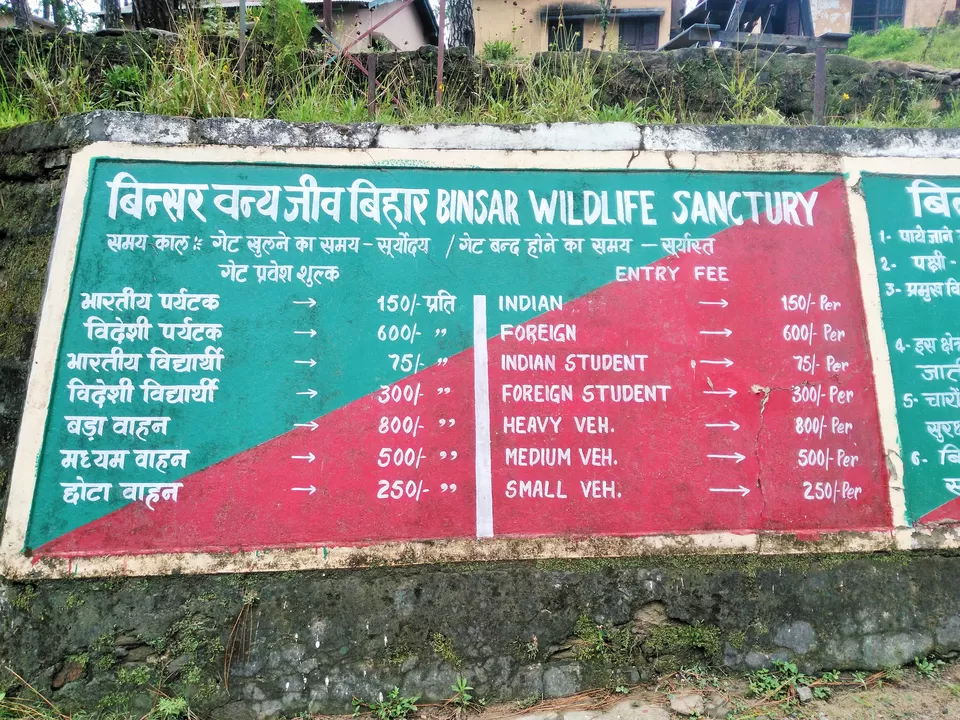 बिन्सर वन्य जीव बिहार BINSAR WILDLIFE SANCTURY
समय काल :- गेट खुलने का समय – सूर्योदय / गेट बन्द होने का समय – सूर्यास्त
गेट प्रवेश शुल्क
भारतीय पर्यटक → 150/- प्रति
विदेशी पर्यटक → 600/- ,,
भारतीय विद्यार्थी → 75/- ,,
विदेशी विद्यार्थी → 300/- ,,
बड़ा वाहन → 800/- ,,
मध्यम वाहन → 500/- ,,
छोटा वाहन → 250/- ,,
ENTRY FEE
INDIAN → 150/- Per
FOREIGN → 600/- Per
INDIAN STUDENT → 75/- Per
FOREIGN STUDENT → 300/- Per
HEAVY VEH. → 800/- Per
MEDIUM VEH. → 500/- Per
SMALL VEH. → 250/- Per
1- पाये जाने
2- पक्षी -
3- प्रमुख
4- इस
5- चारों
6-